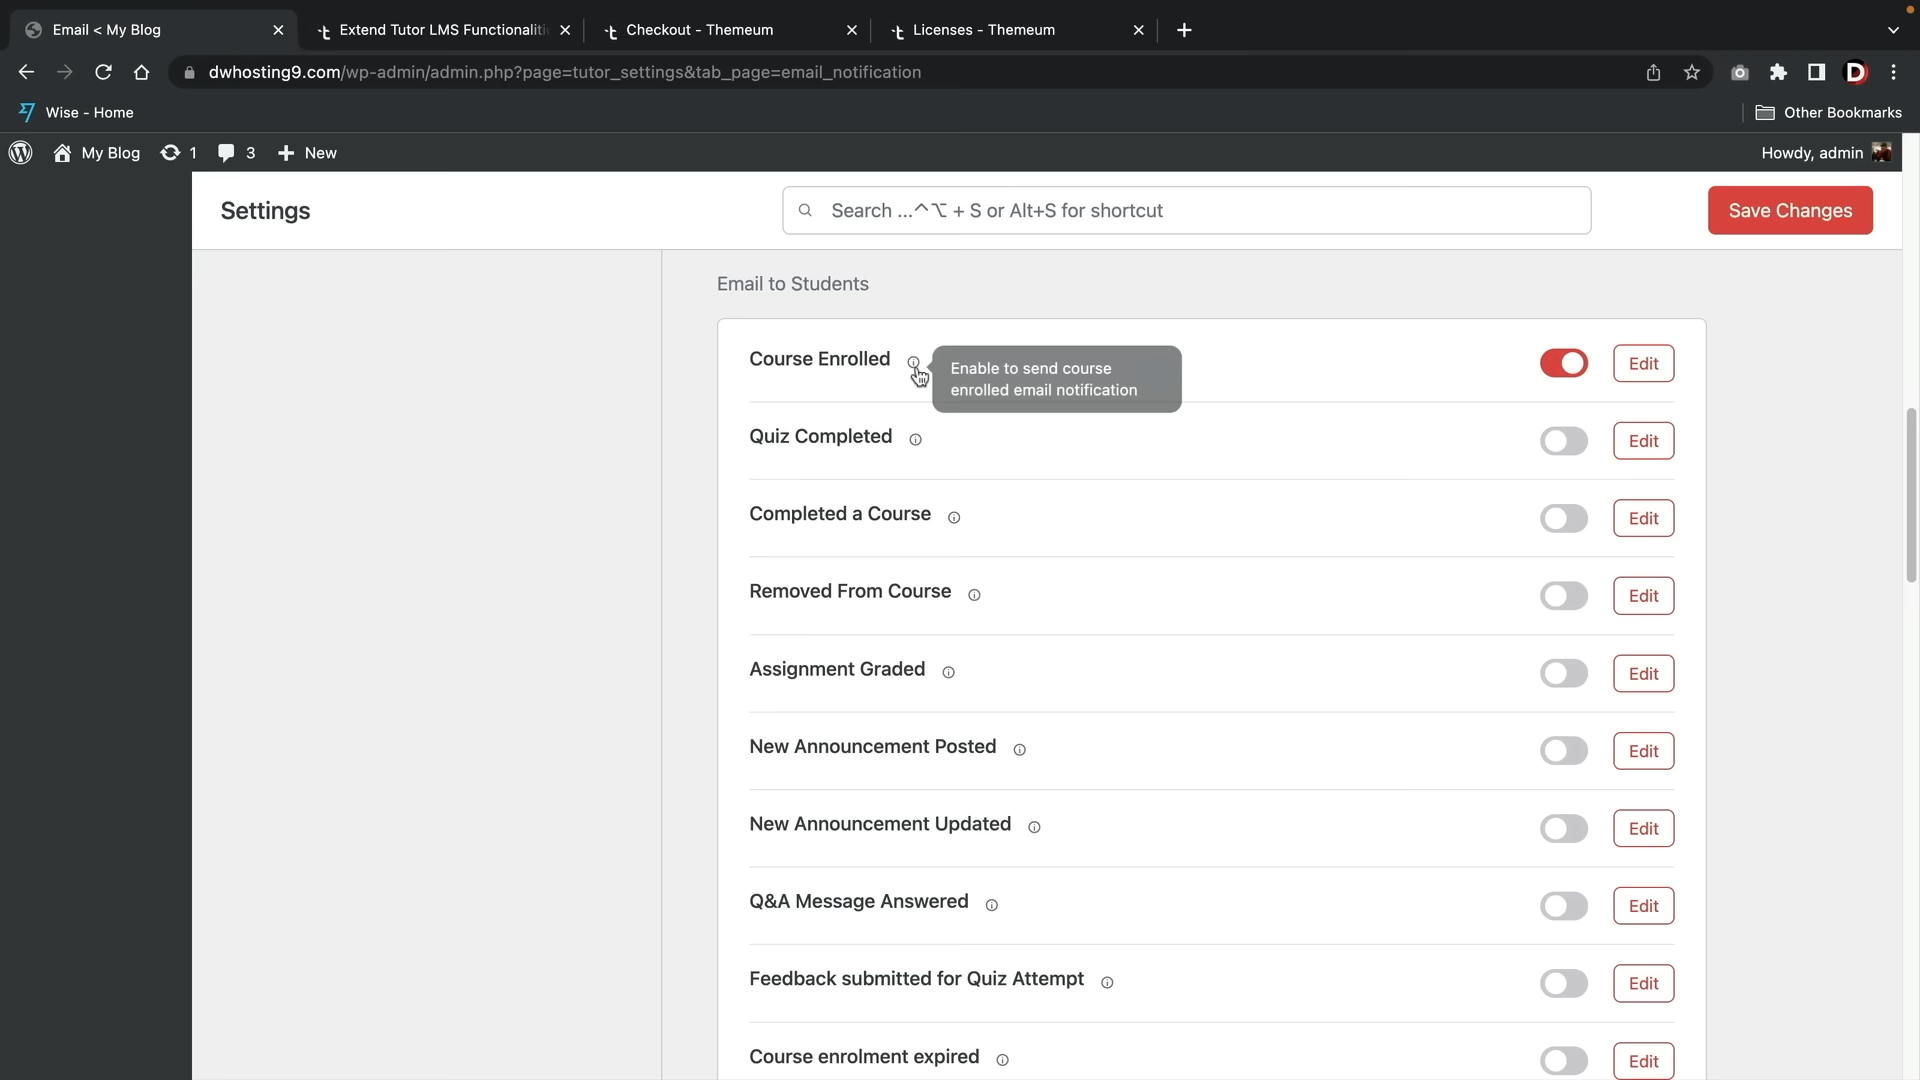 Email < My Blog
Extend Tutor LMS Functionaliti
Checkout - Themeum
Licenses - Themeum
dwhosting9.com/wp-admin/admin.php?page=tutor_settings&tab_page=email_notification
Wise - Home
Other Bookmarks
My Blog
1
3
New
Howdy, admin
Settings
Search ...^⌥ + S or Alt+S for shortcut
Save Changes
Email to Students
Course Enrolled
Enable to send course
enrolled email notification
Edit
Quiz Completed
Edit
Completed a Course
Edit
Removed From Course
Edit
Assignment Graded
Edit
New Announcement Posted
Edit
New Announcement Updated
Edit
Q&A Message Answered
Edit
Feedback submitted for Quiz Attempt
Edit
Course enrolment expired
Edit